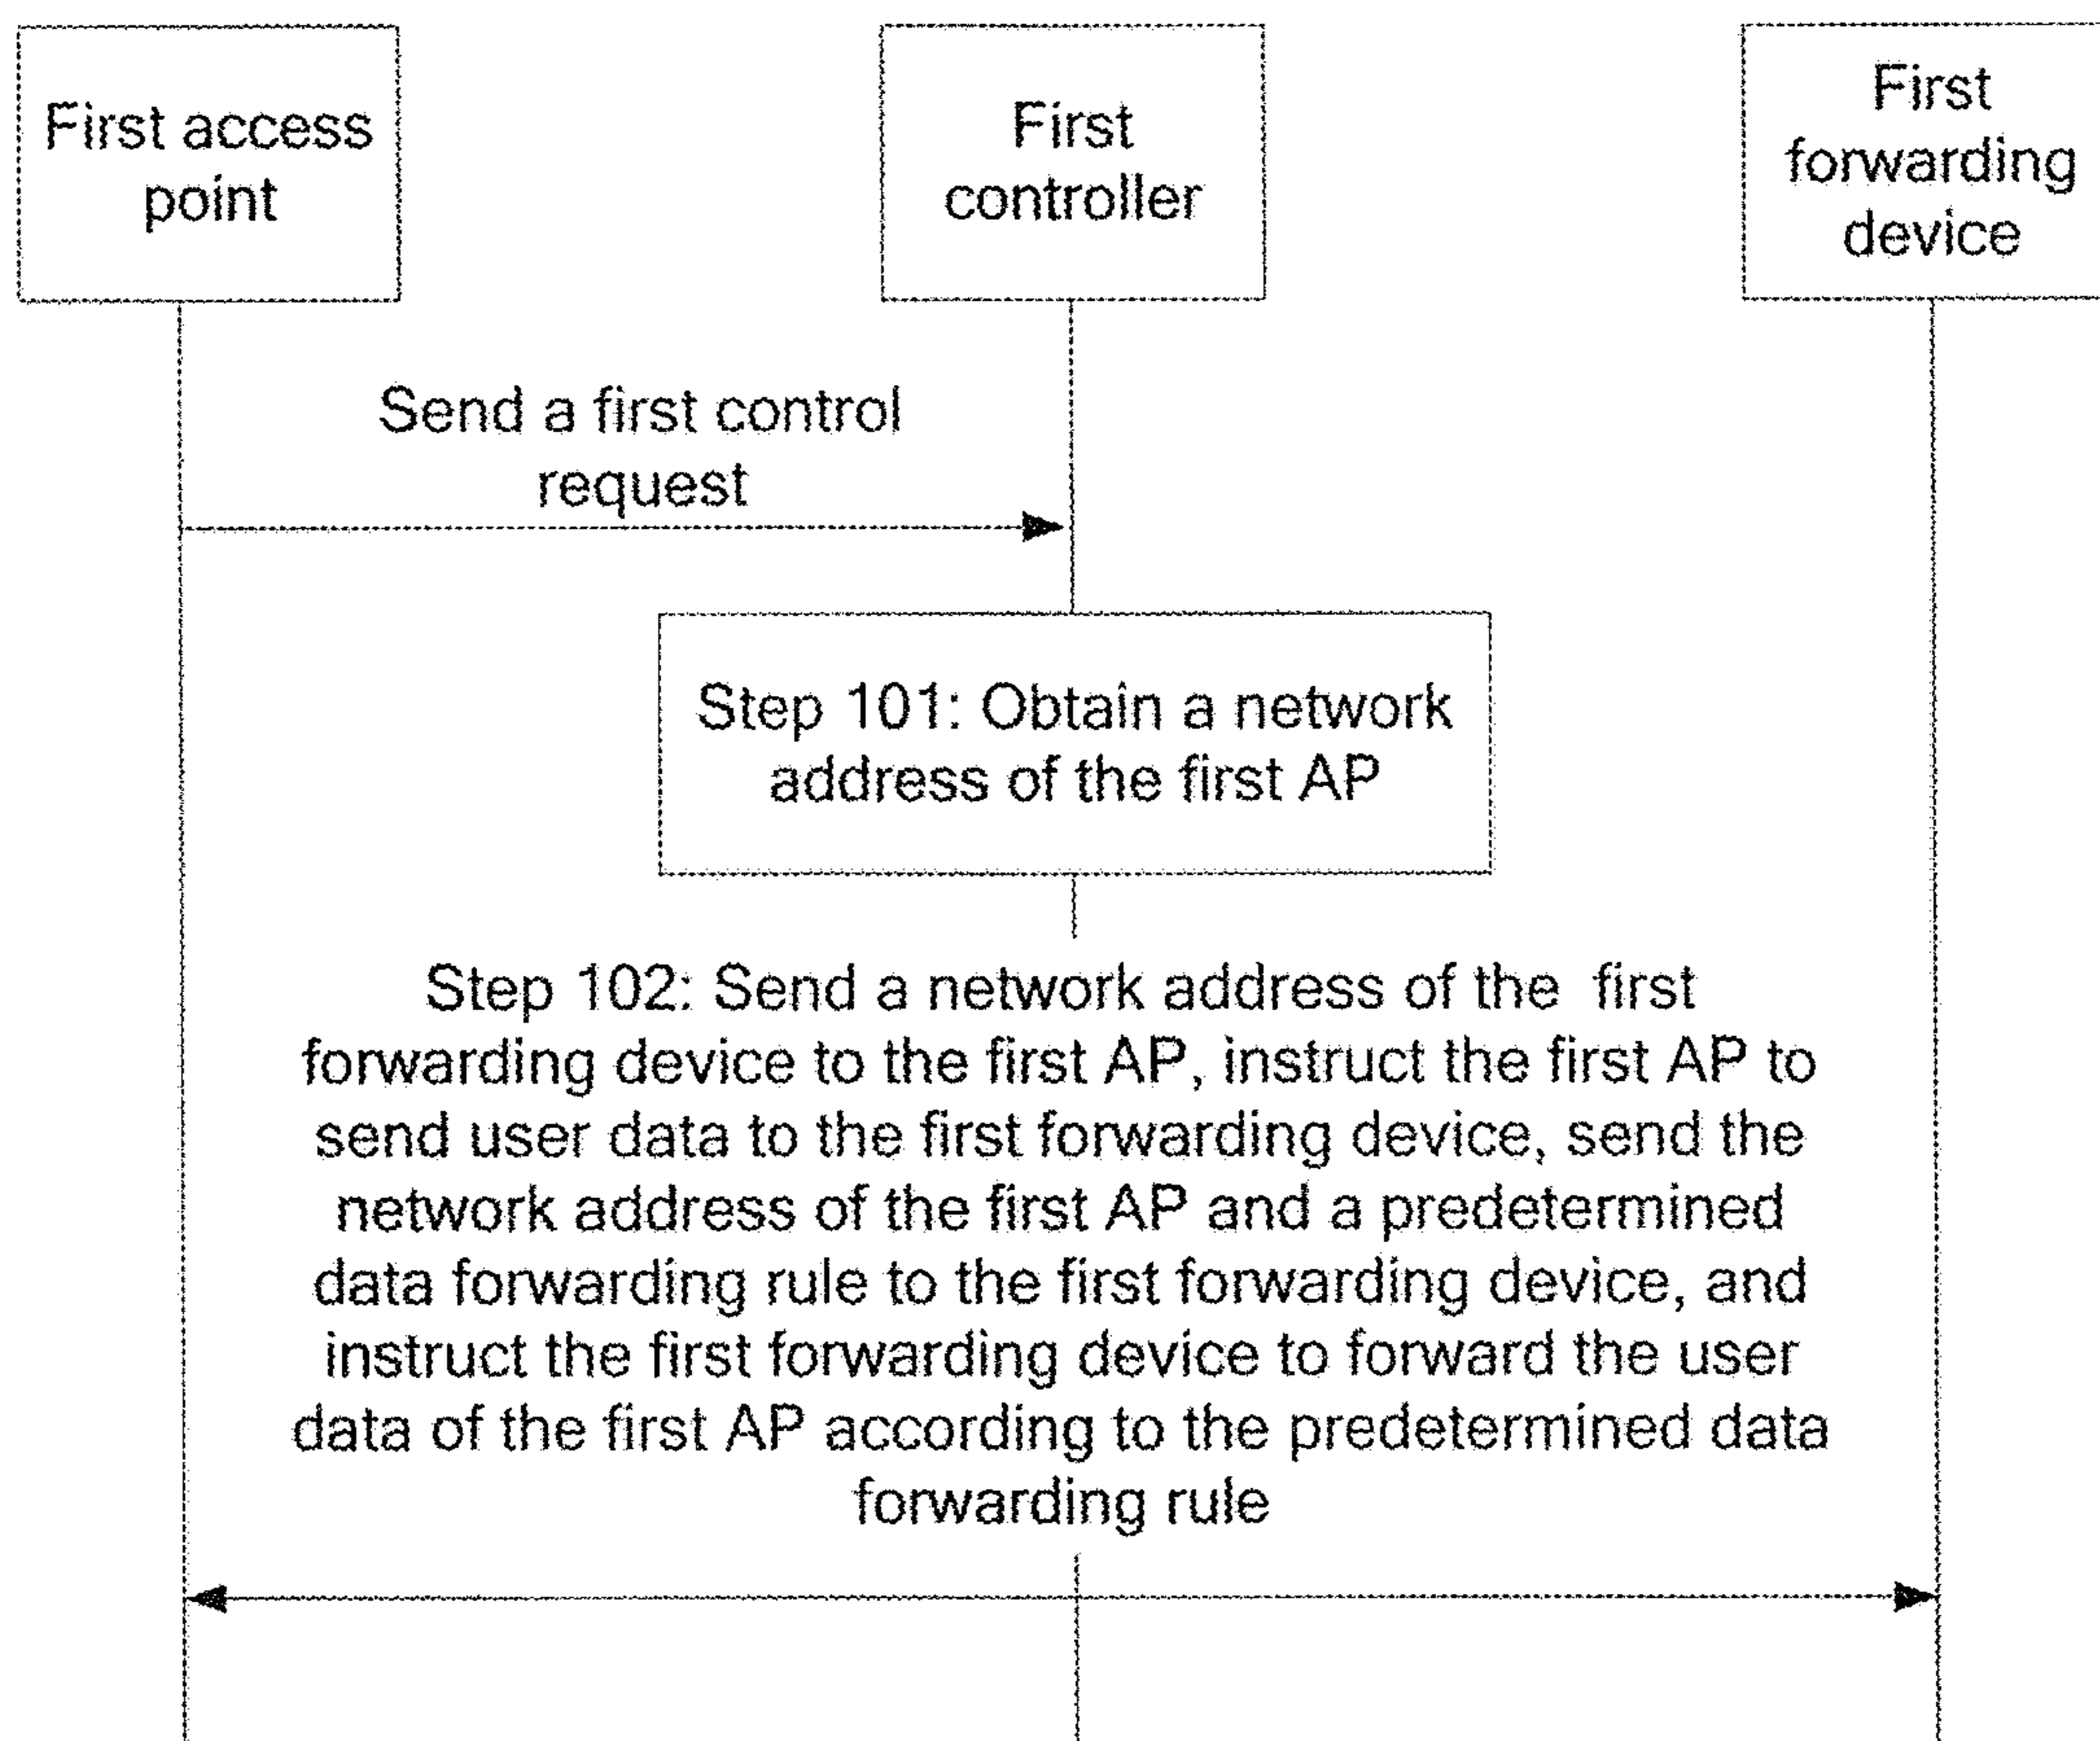 First access
point
First
controller
First
forwarding
device
Send a first control
request
Step 101: Obtain a network
address of the first AP
Step 102: Send a network address of the first
forwarding device to the first AP, instruct the first AP to
send user data to the first forwarding device, send the
network address of the first AP and a predetermined
data forwarding rule to the first forwarding device, and
instruct the first forwarding device to forward the user
data of the first AP according to the predetermined data
forwarding rule